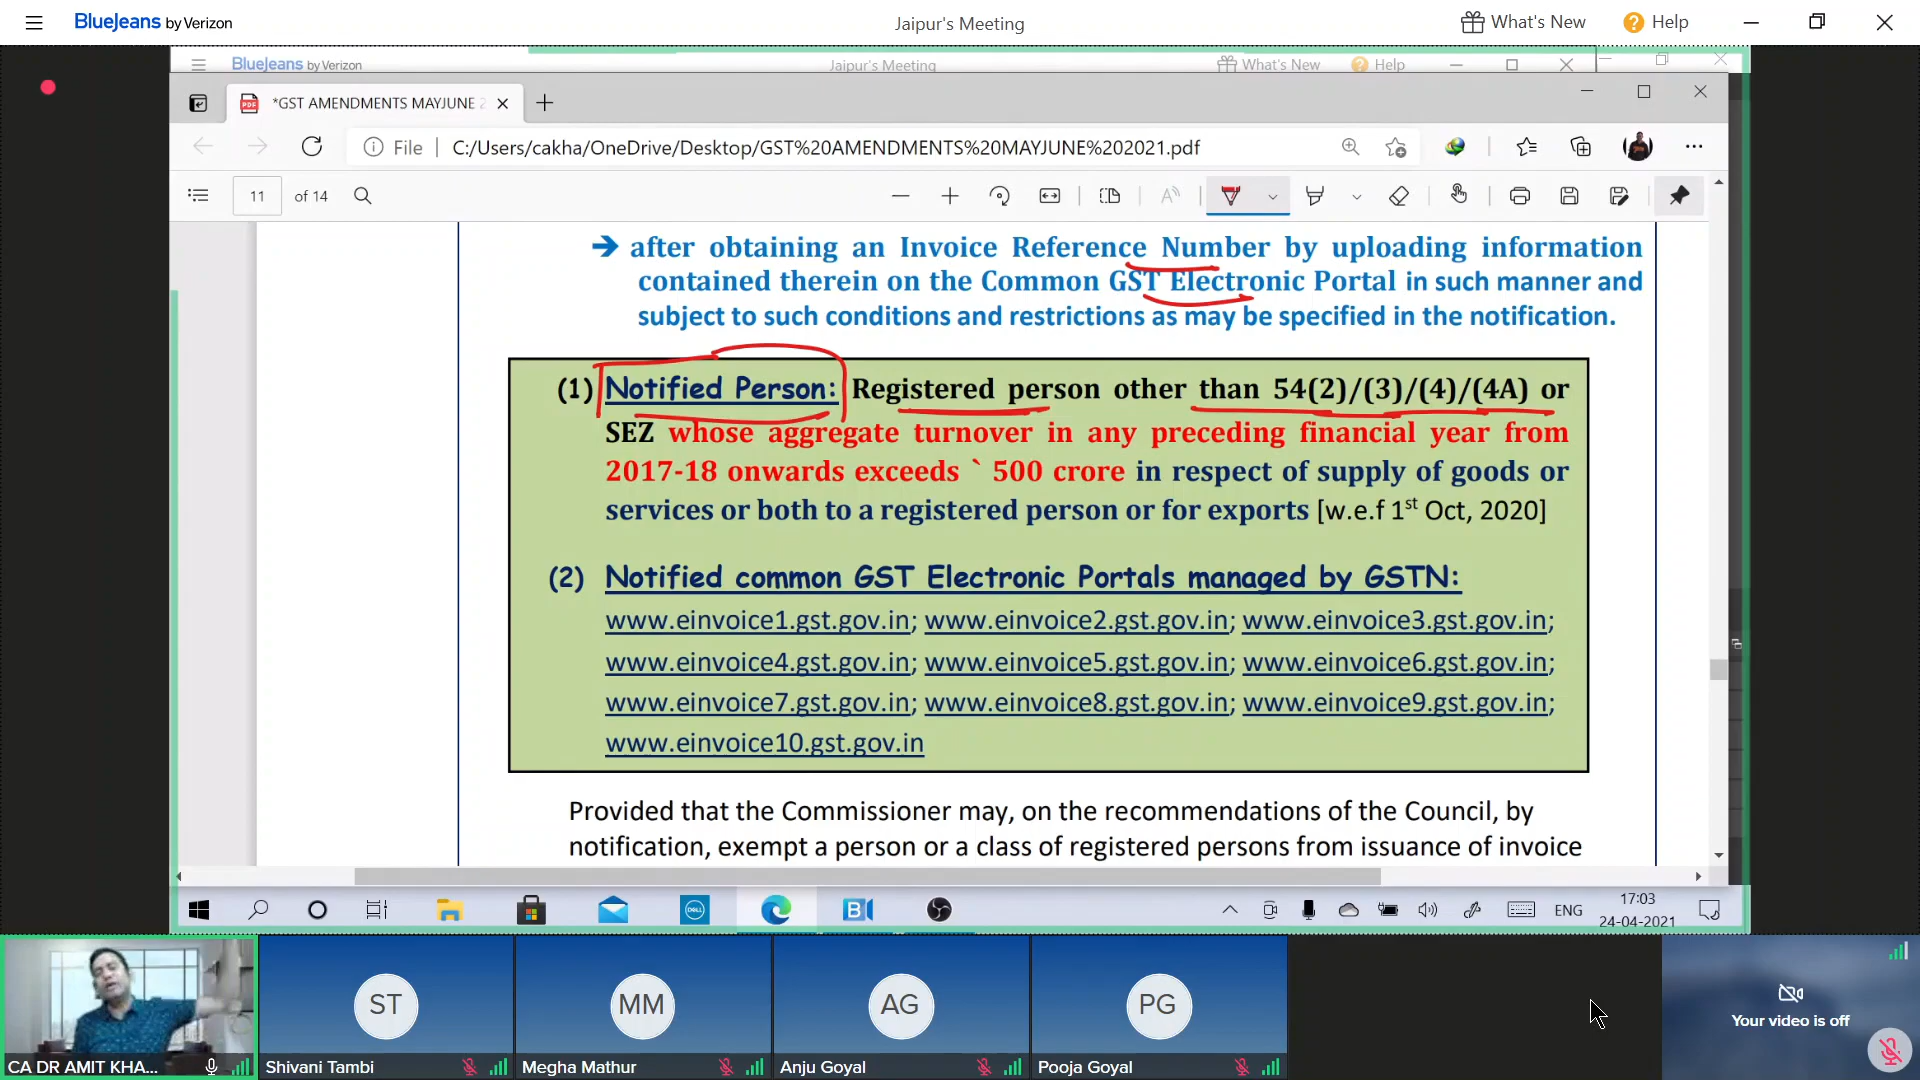 BlueJeans by Verizon
Jaipur's Meeting
What's New
Help
BlueJeans by Verizon
Jaipur's Meeting
What's New
Help
*GST AMENDMENTS MAYJUNE 2
File
C:/Users/cakha/OneDrive/Desktop/GST%20AMENDMENTS%20MAYJUNE%202021.pdf
11 of 14
➔ after obtaining an Invoice Reference Number by uploading information
contained therein on the Common GST Electronic Portal in such manner and
subject to such conditions and restrictions as may be specified in the notification.
(1) Notified Person: Registered person other than 54(2)/(3)/(4)/(4A) or
SEZ whose aggregate turnover in any preceding financial year from
2017-18 onwards exceeds ` 500 crore in respect of supply of goods or
services or both to a registered person or for exports [w.e.f 1st Oct, 2020]
(2) Notified common GST Electronic Portals managed by GSTN:
www.einvoice1.gst.gov.in; www.einvoice2.gst.gov.in; www.einvoice3.gst.gov.in;
www.einvoice4.gst.gov.in; www.einvoice5.gst.gov.in; www.einvoice6.gst.gov.in;
www.einvoice7.gst.gov.in; www.einvoice8.gst.gov.in; www.einvoice9.gst.gov.in;
www.einvoice10.gst.gov.in
Provided that the Commissioner may, on the recommendations of the Council, by
notification, exempt a person or a class of registered persons from issuance of invoice
DELL
B
ENG
17:03
24-04-2021
ST
MM
AG
PG
Your video is off
CA DR AMIT KHA...
Shivani Tambi
Megha Mathur
Anju Goyal
Pooja Goyal